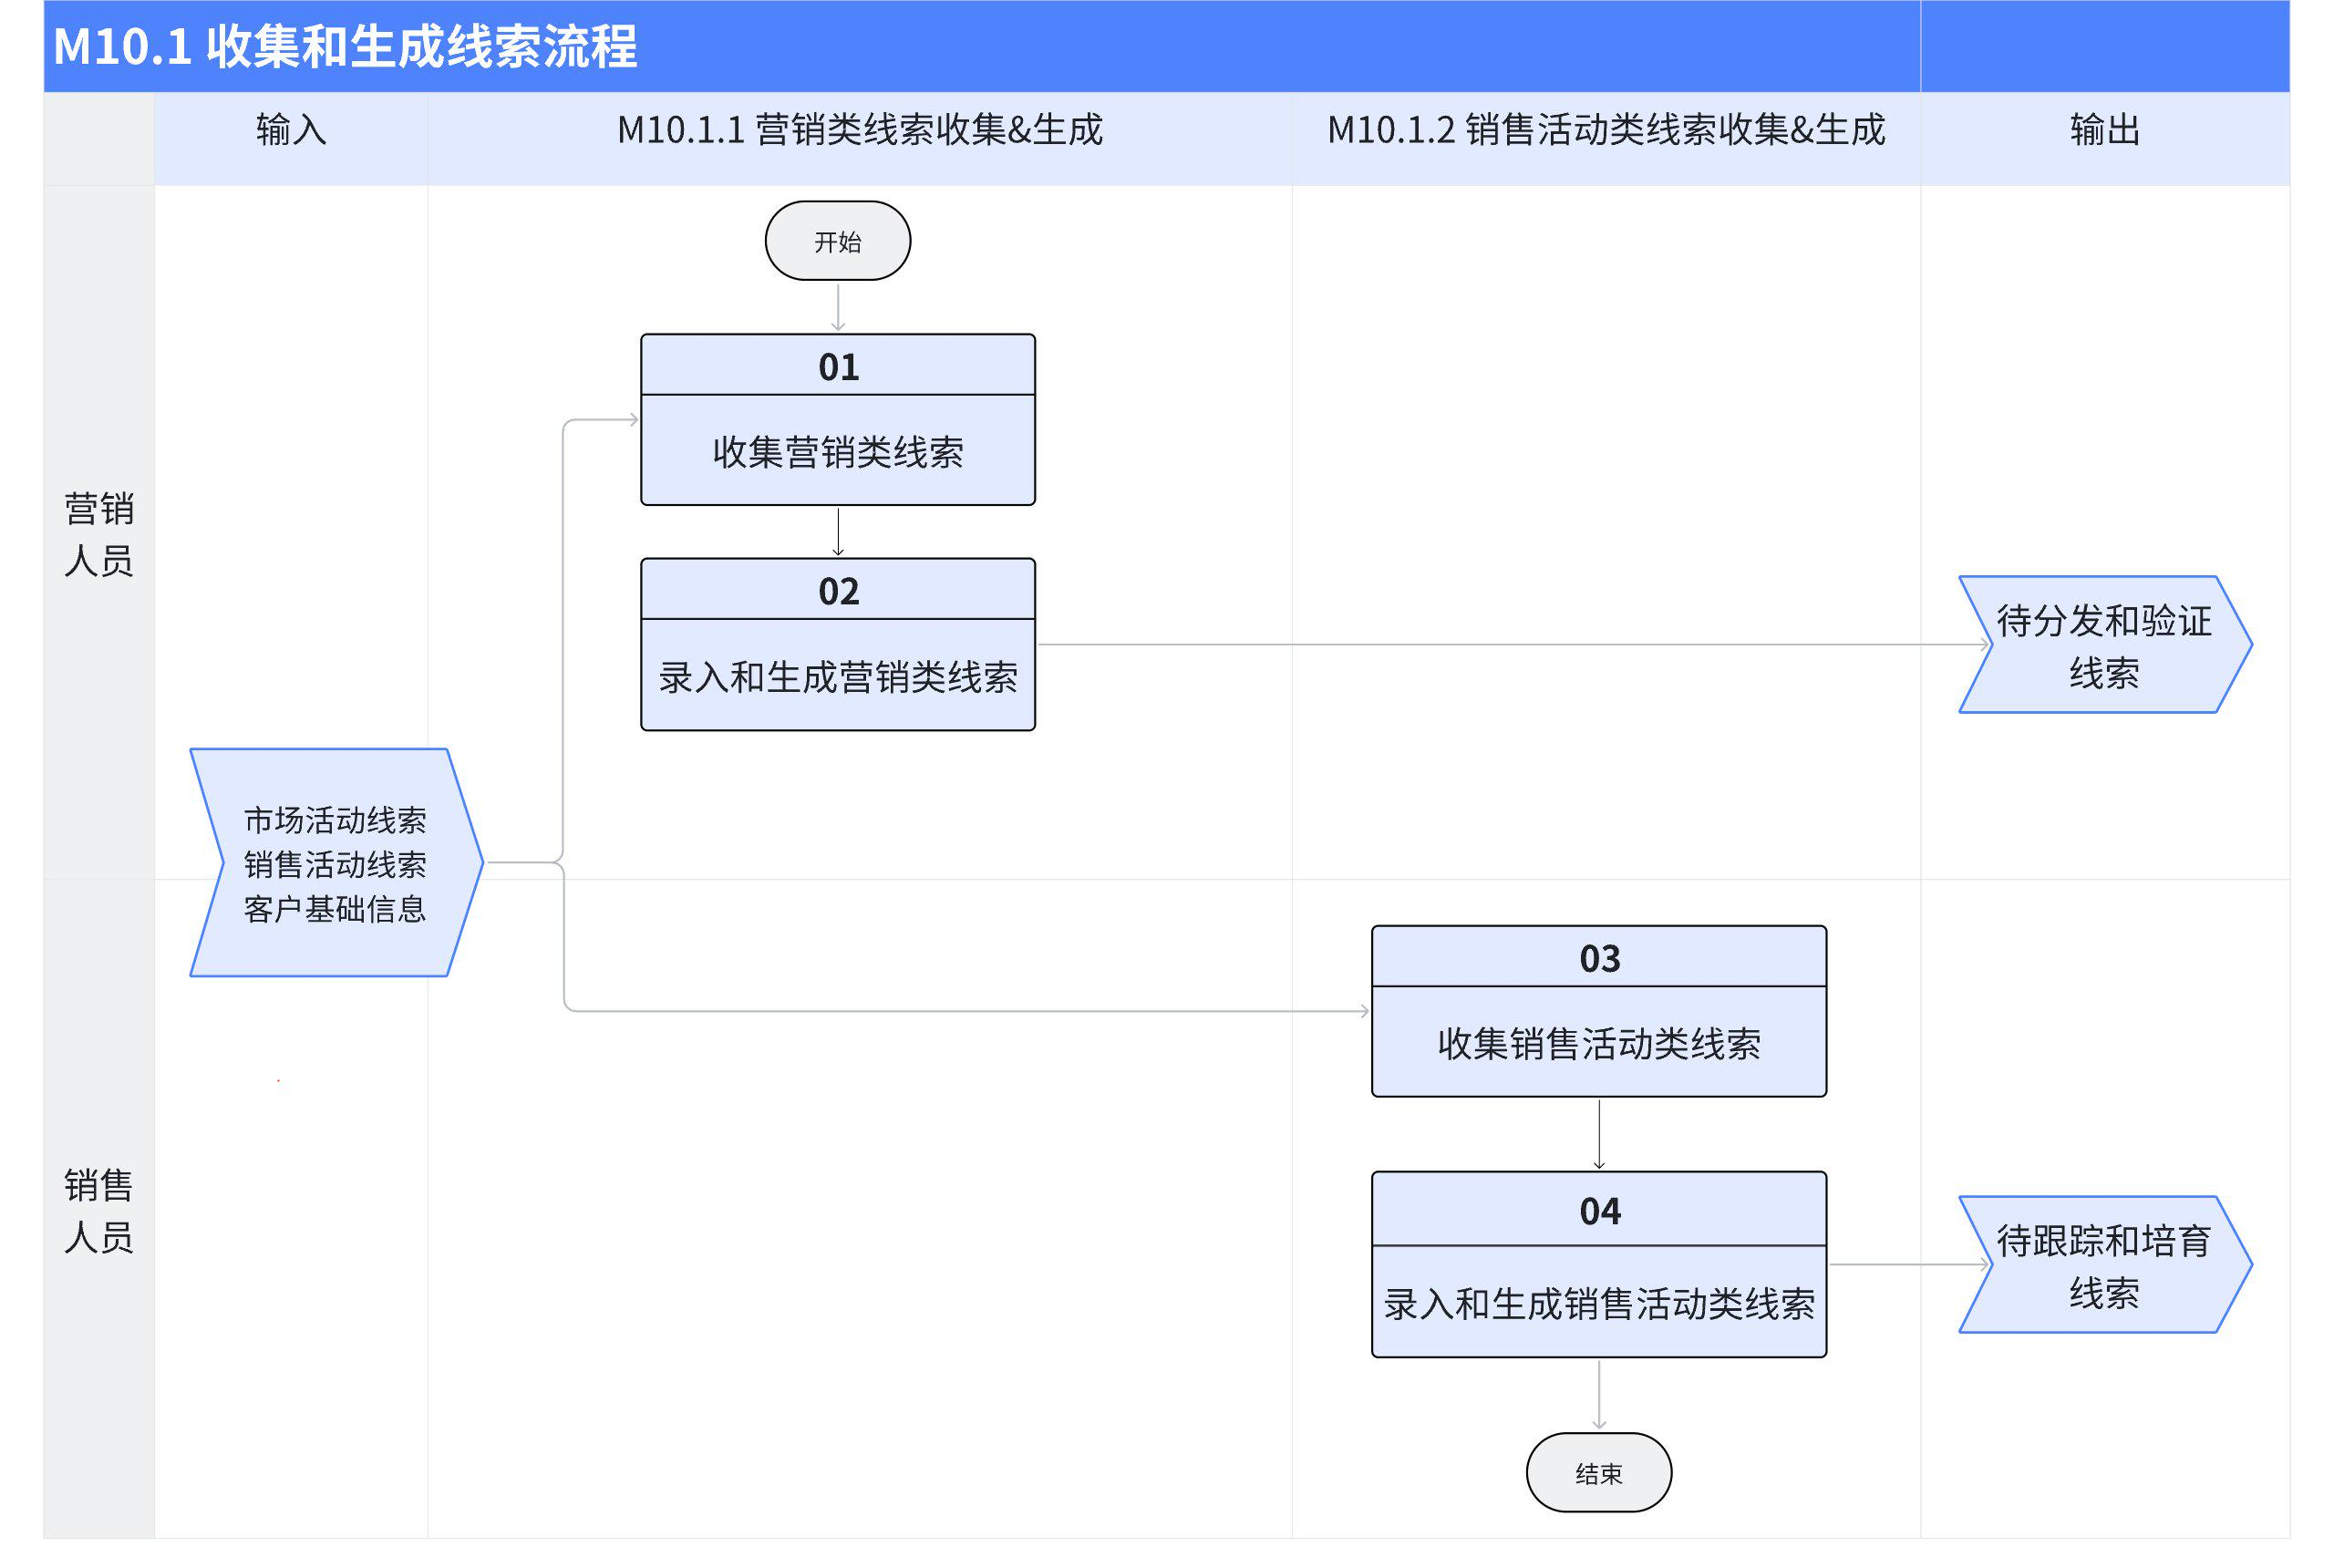 M10.1 收集和生成线索流程
输入
M10.1.1 营销类线索收集&生成
M10.1.2 销售活动类线索收集&生成
输出
营销
人员
开始
01
收集营销类线索
02
录入和生成营销类线索
待分发和验证
线索
市场活动线索
销售活动线索
客户基础信息
销售
人员
03
收集销售活动类线索
04
录入和生成销售活动类线索
待跟踪和培育
线索
结束